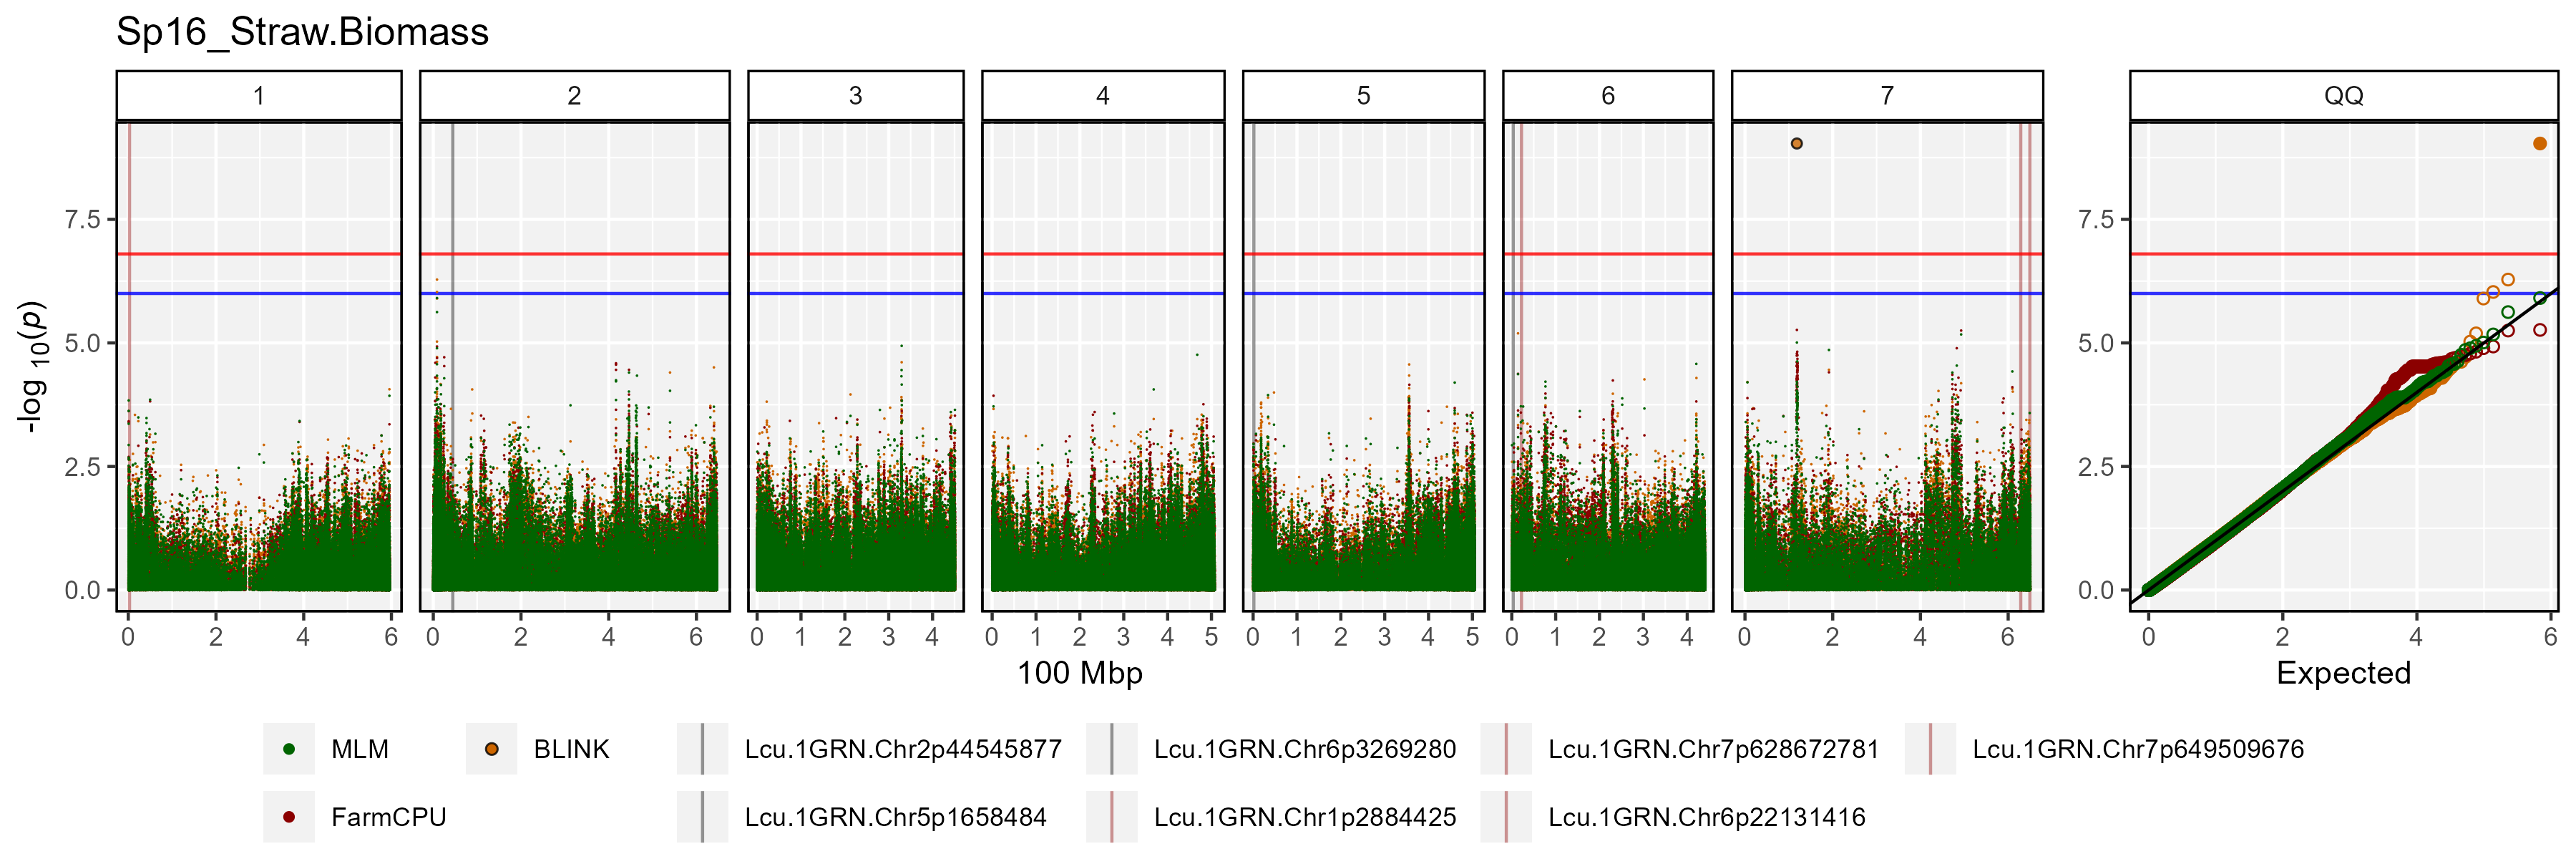 Sp16_Straw.Biomass
1 2 3 4 5 6 7 QQ
-log 10(p)
7.5
5.0
2.5
0.0
7.5
5.0
2.5
0.0
0 2 4 6 0 2 4 6 0 1 2 3 4 0 1 2 3 4 5 0 1 2 3 4 5 0 1 2 3 4 0 2 4 6 0 2 4 6
100 Mbp Expected
MLM BLINK Lcu.1GRN.Chr2p44545877 Lcu.1GRN.Chr6p3269280 Lcu.1GRN.Chr7p628672781 Lcu.1GRN.Chr7p649509676
FarmCPU Lcu.1GRN.Chr5p1658484 Lcu.1GRN.Chr1p2884425 Lcu.1GRN.Chr6p22131416